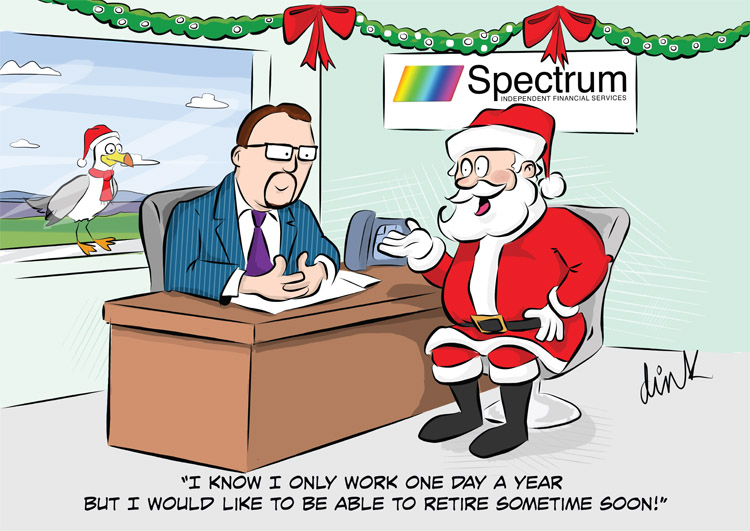 Spectrum
INDEPENDENT FINANCIAL SERVICES
dink
"I KNOW I ONLY WORK ONE DAY A YEAR
BUT I WOULD LIKE TO BE ABLE TO RETIRE SOMETIME SOON!"